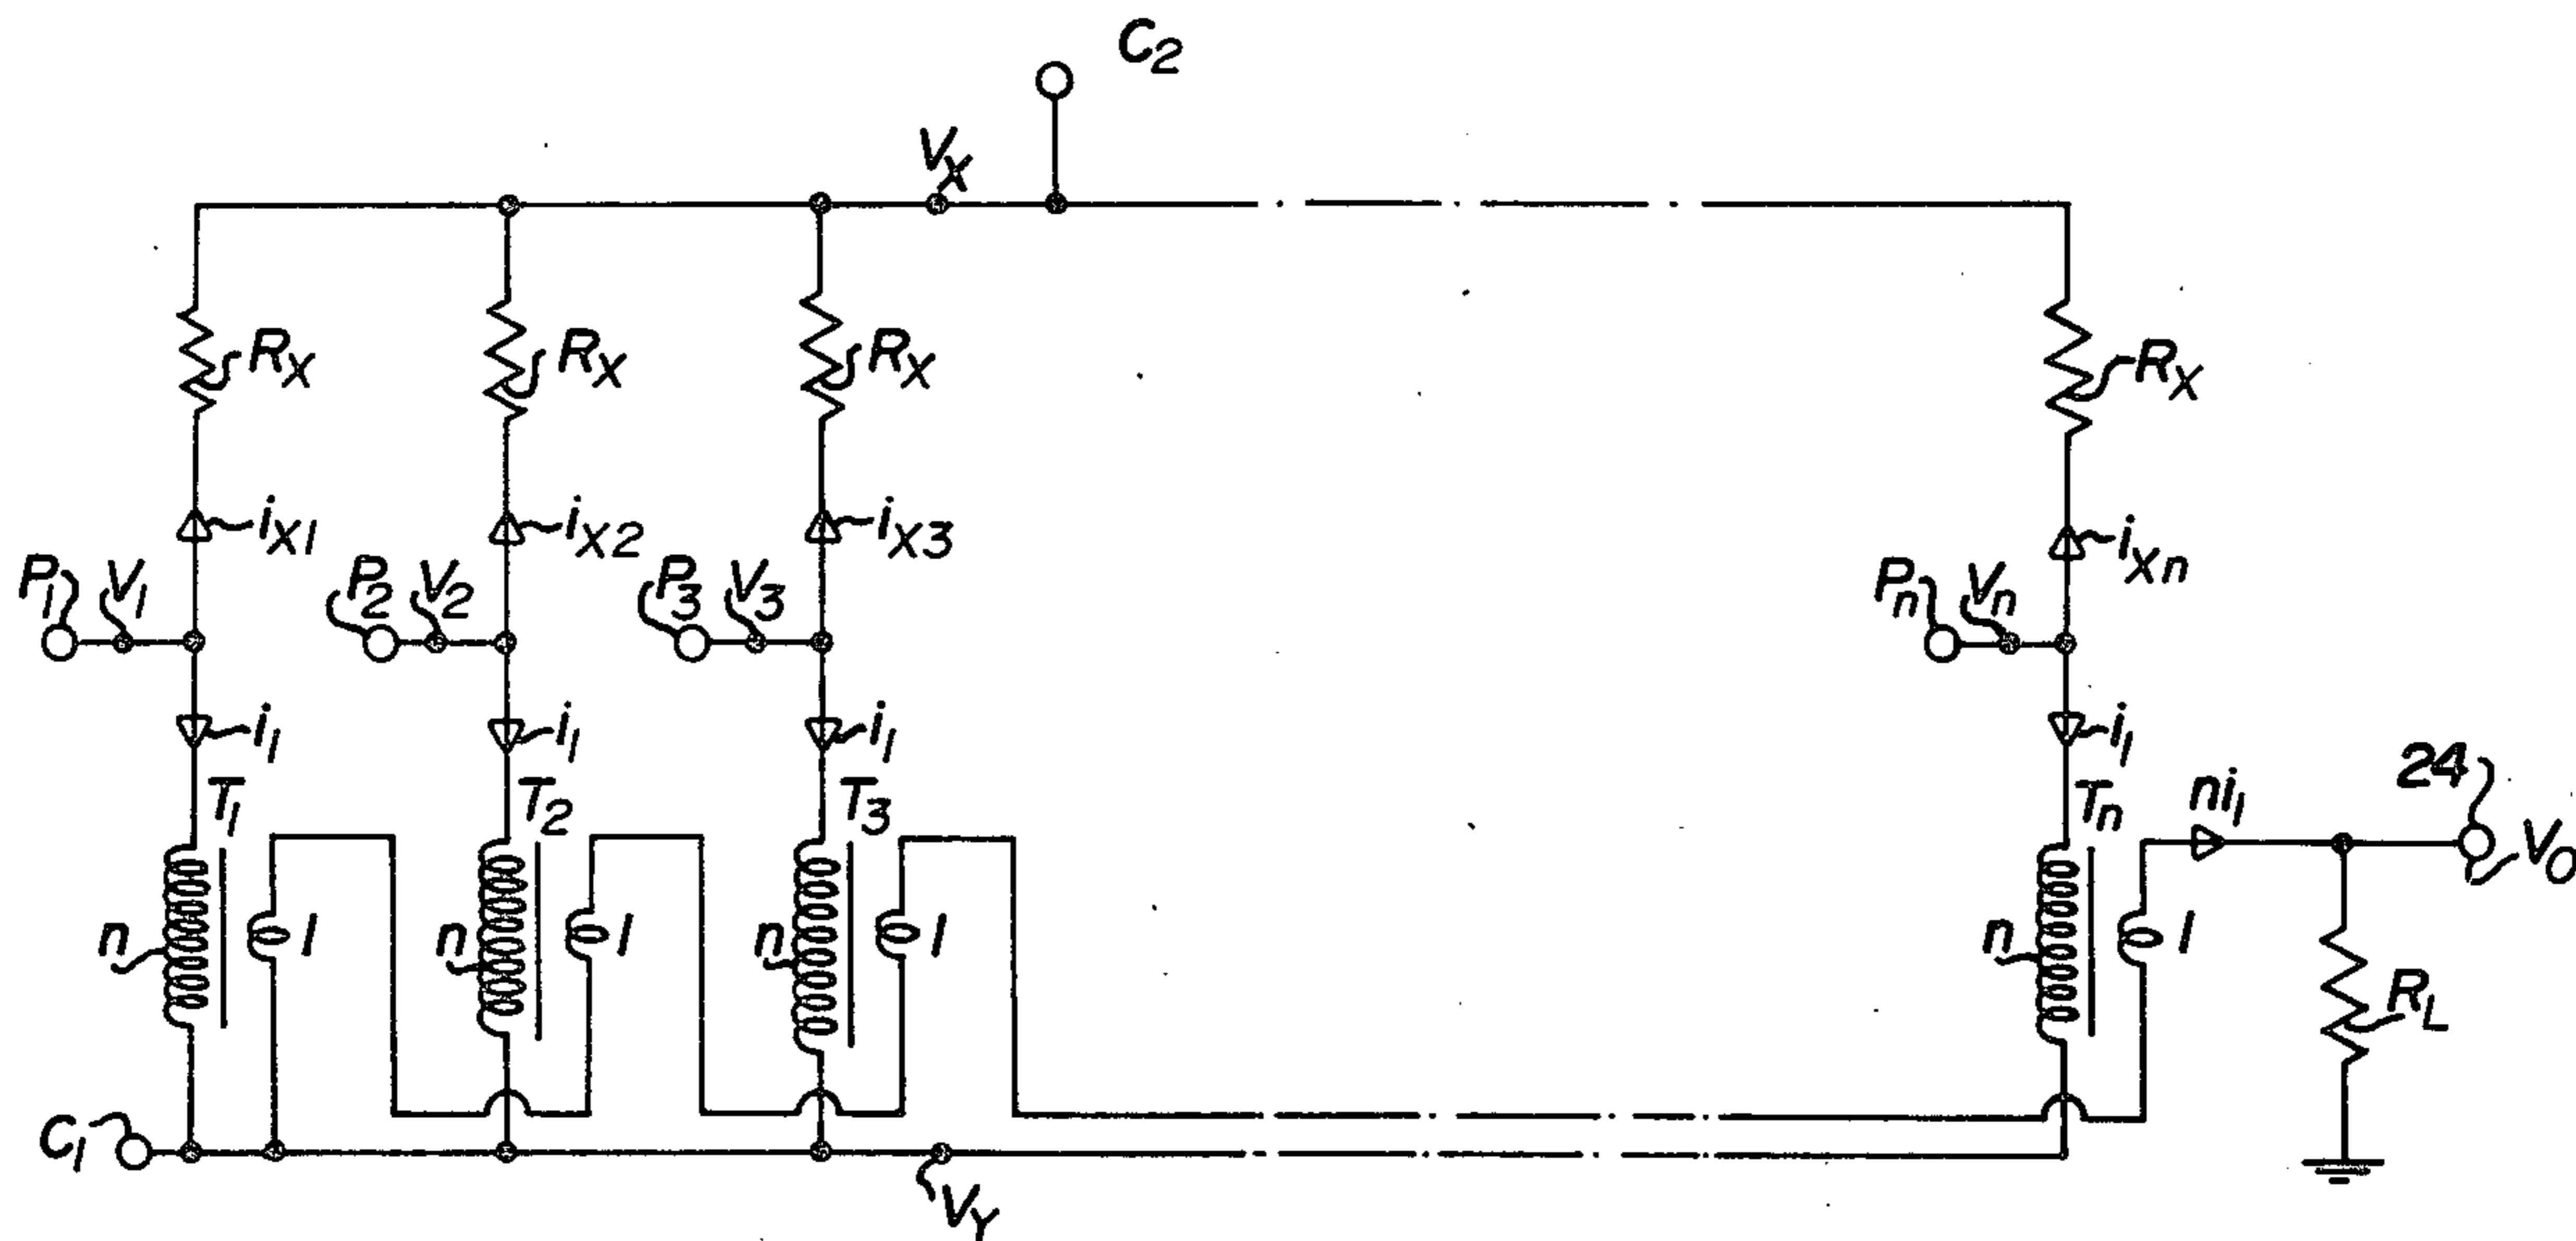 C2
VX
RX RX RX RX
iX1 iX2 iX3 iXn
P1 V1 P2 V2 P3 V3 Pn Vn
i1 i1 i1 i1
T1 T2 T3 Tn ni1 24
VO
n 1 n 1 n 1 n 1
RL
C1
VY